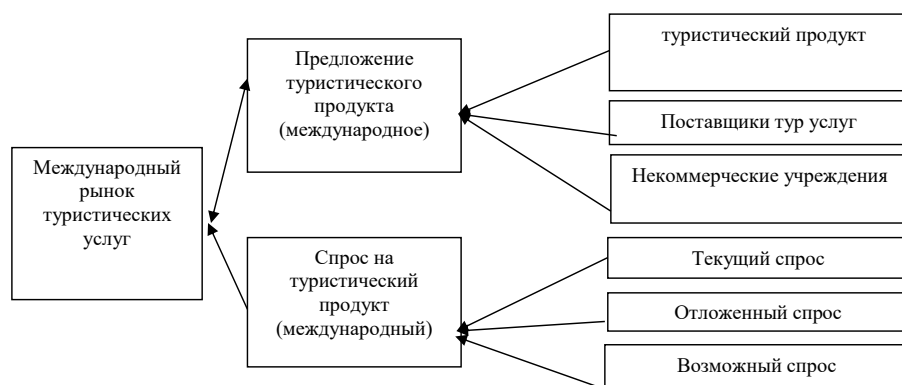 Международный
рынок
туристических
услуг
Предложение
туристического
продукта
(международное)
Спрос на
туристический
продукт
(международный)
туристический продукт
Поставщики тур услуг
Некоммерческие учреждения
Текущий спрос
Отложенный спрос
Возможный спрос